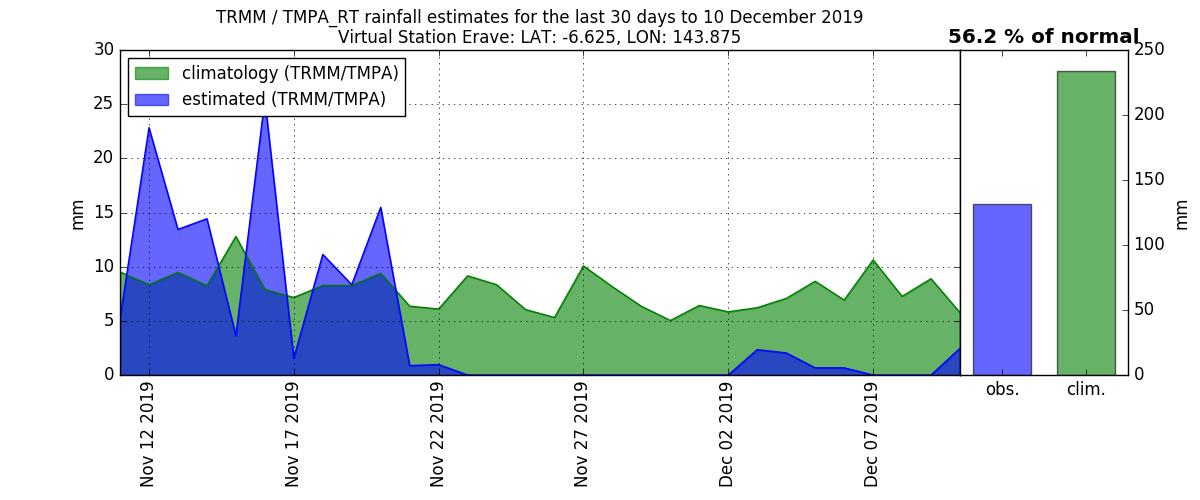 TRMM / TMPA_RT rainfall estimates for the last 30 days to 10 December 2019
Virtual Station Erave: LAT: -6.625, LON: 143.875
56.2 % of normal
climatology (TRMM/TMPA)
estimated (TRMM/TMPA)
30
25
20
15
10
5
0
mm
Nov 12 2019
Nov 17 2019
Nov 22 2019
Nov 27 2019
Dec 02 2019
Dec 07 2019
250
200
150
100
50
0
mm
obs.
clim.